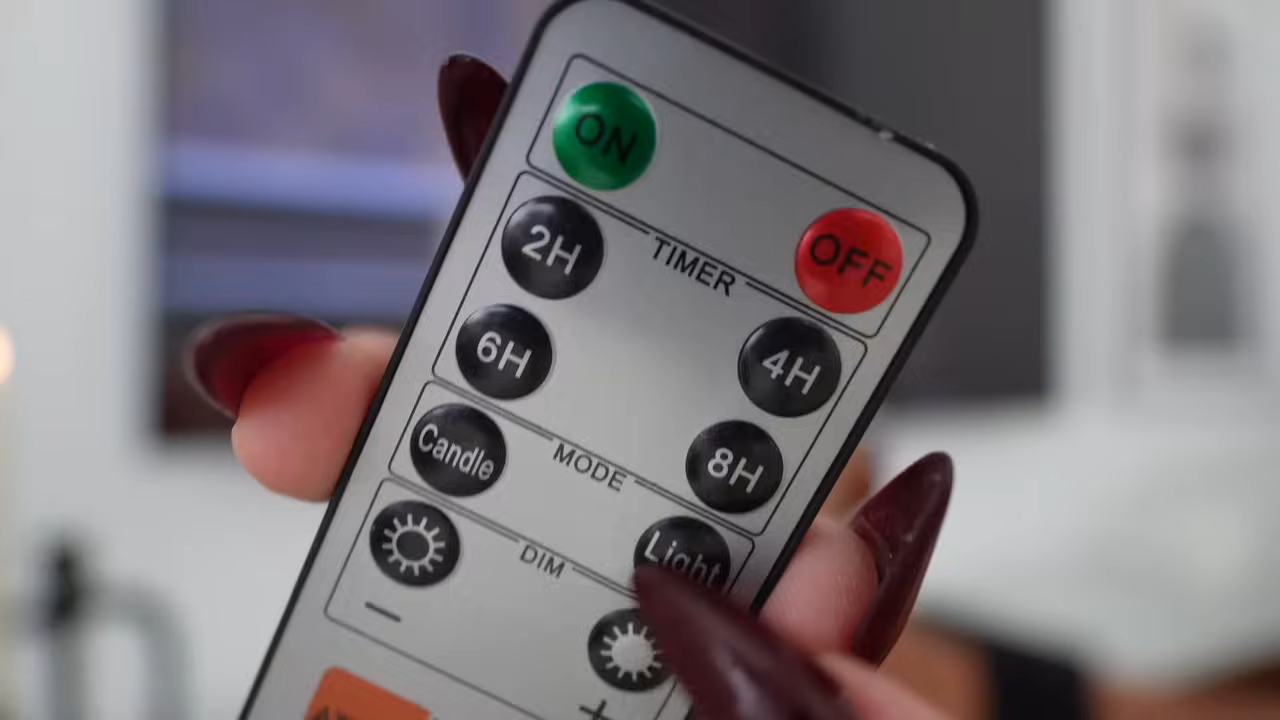 ON
OFF
TIMER
2H
4H
6H
8H
MODE
Candle
Light
DIM
− +